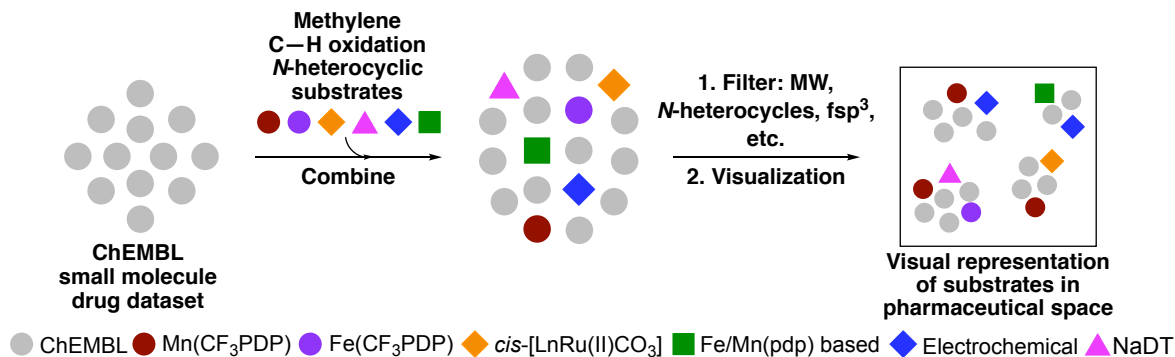 Methylene
C—H oxidation
N-heterocyclic
substrates
Combine
ChEMBL
small molecule
drug dataset
1. Filter: MW,
N-heterocycles, fsp³,
etc.
2. Visualization
Visual representation
of substrates in
pharmaceutical space
ChEMBL Mn(CF₃PDP) Fe(CF₃PDP) cis-[LnRu(II)CO₃] Fe/Mn(pdp) based Electrochemical NaDT